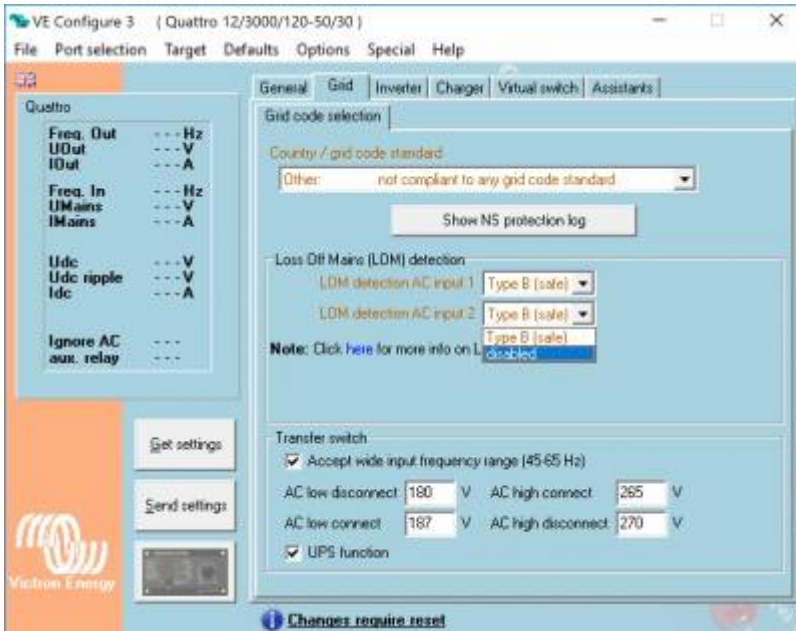 VE Configure 3 ( Quattro 12/3000/120-50/30 )
File Port selection Target Defaults Options Special Help
General Grid Inverter Charger Virtual switch Assistants
Quattro
Freq. Out - - - Hz
UOut - - - V
IOut - - - A
Freq. In - - - Hz
UMains - - - V
IMains - - - A
Udc - - - V
Udc ripple - - - V
Idc - - - A
Ignore AC - - -
aux. relay - - -
Get settings
Send settings
Victron Energy
Grid code selection
Country / grid code standard
Other: not compliant to any grid code standard
Show NS protection log
Loss Off Mains (LOM) detection
LOM detection AC input 1 Type B (safe)
LOM detection AC input 2 Type B (safe)
Type B (safe)
disabled
Note: Click here for more info on L
Transfer switch
Accept wide input frequency range (45-65 Hz)
AC low disconnect 180 V AC high connect 265 V
AC low connect 187 V AC high disconnect 270 V
UPS function
Changes require reset